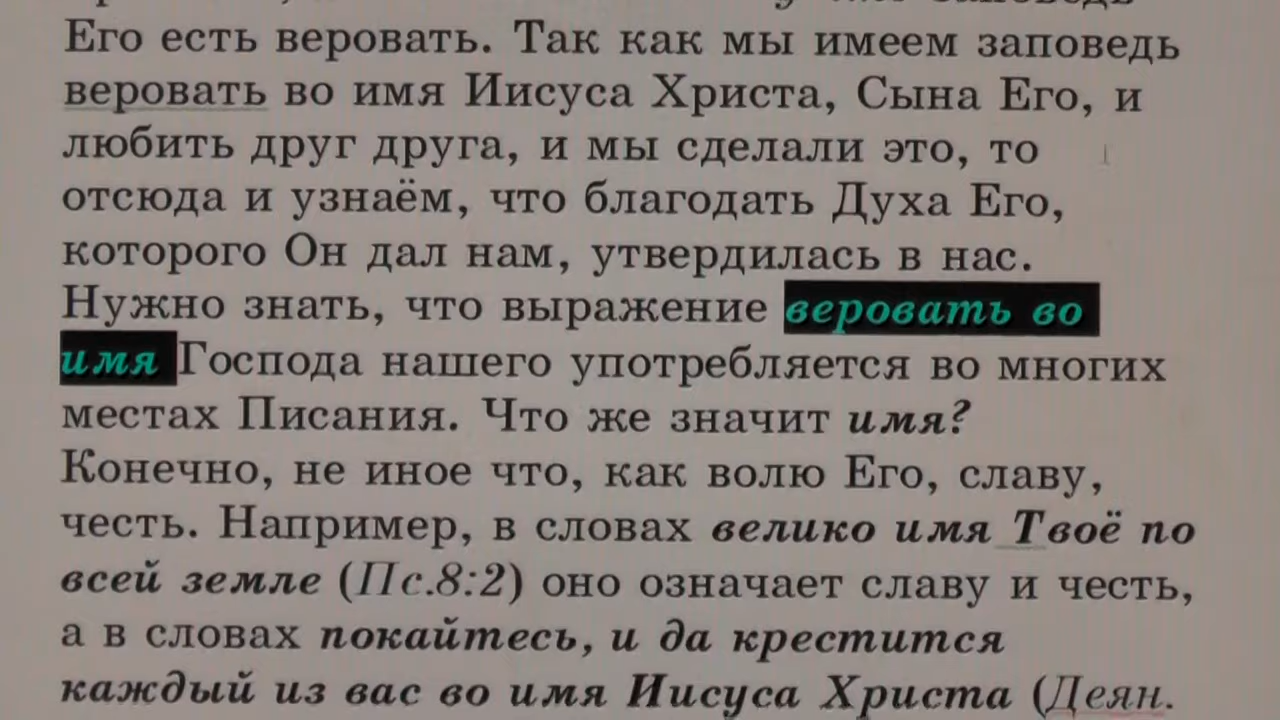 Его есть веровать. Так как мы имеем заповедь
веровать во имя Иисуса Христа, Сына Его, и
любить друг друга, и мы сделали это, то
отсюда и узнаём, что благодать Духа Его,
которого Он дал нам, утвердилась в нас.
Нужно знать, что выражение веровать во
имя Господа нашего употребляется во многих
местах Писания. Что же значит имя?
Конечно, не иное что, как волю Его, славу,
честь. Например, в словах велико имя Твоё по
всей земле (Пс.8:2) оно означает славу и честь,
а в словах покайтесь, и да крестится
каждый из вас во имя Иисуса Христа (Деян.